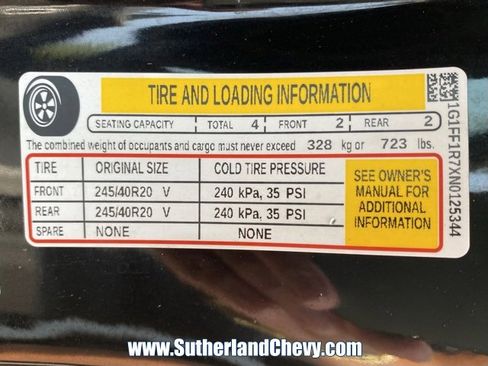 TIRE AND LOADING INFORMATION
SEATING CAPACITY TOTAL 4 FRONT 2 REAR 2
The combined weight of occupants and cargo must never exceed 328 kg or 723 lbs.
TIRE ORIGINAL SIZE COLD TIRE PRESSURE
FRONT 245/40R20 V 240 kPa, 35 PSI
REAR 245/40R20 V 240 kPa, 35 PSI
SPARE NONE NONE
SEE OWNER'S
MANUAL FOR
ADDITIONAL
INFORMATION
1G1FF1R7XN0125344
www.SutherlandChevy.com